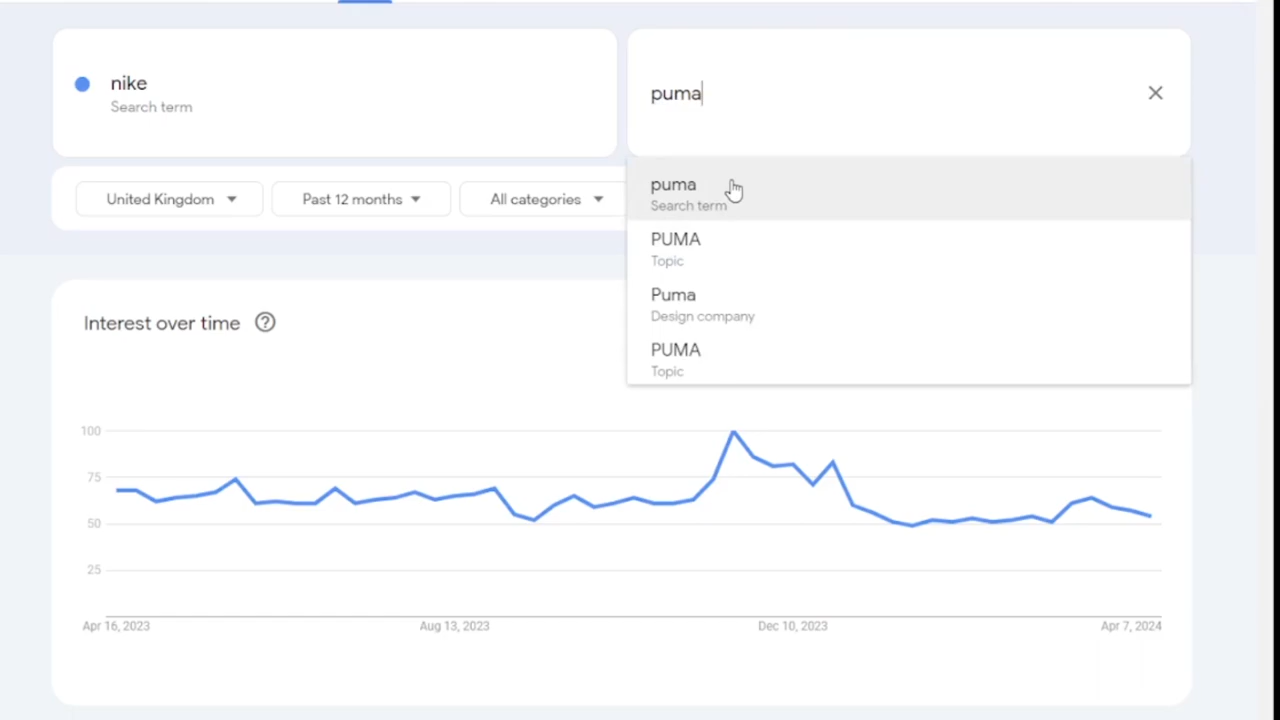 nike
Search term
puma
United Kingdom
Past 12 months
All categories
puma
Search term
PUMA
Topic
Puma
Design company
PUMA
Topic
Interest over time
100
75
50
25
Apr 16, 2023
Aug 13, 2023
Dec 10, 2023
Apr 7, 2024